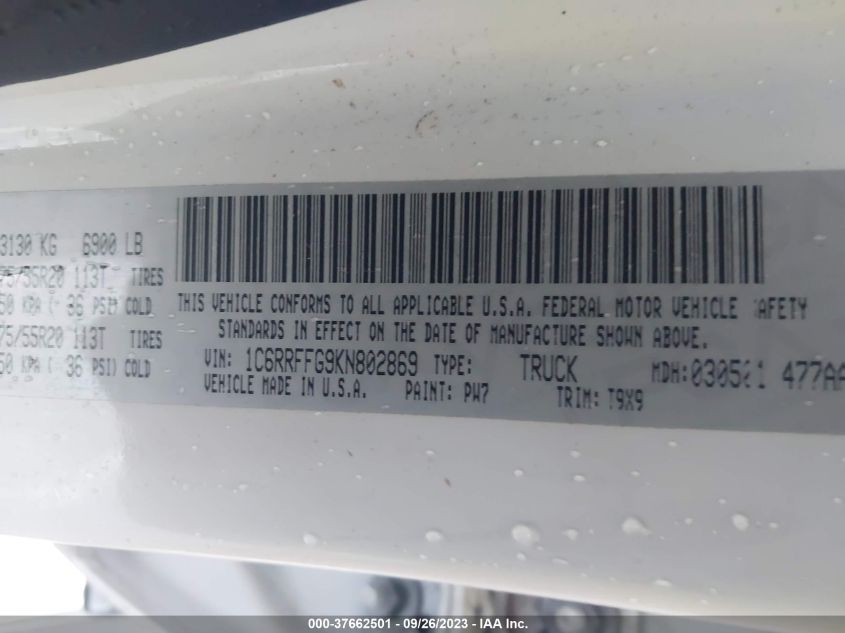 3130 KG 6900 LB
75/55R20 113T TIRES
50 KPA ( 36 PSI) COLD
75/55R20 113T TIRES
50 KPA ( 36 PSI) COLD
THIS VEHICLE CONFORMS TO ALL APPLICABLE U.S.A. FEDERAL MOTOR VEHICLE SAFETY
STANDARDS IN EFFECT ON THE DATE OF MANUFACTURE SHOWN ABOVE.
VIN: 1C6RRFFG9KN802869 TYPE: TRUCK MDH: 477AA
VEHICLE MADE IN U.S.A. PAINT: PW7 TRIM: T9X9
000-37662501 - 09/26/2023 - IAA Inc.